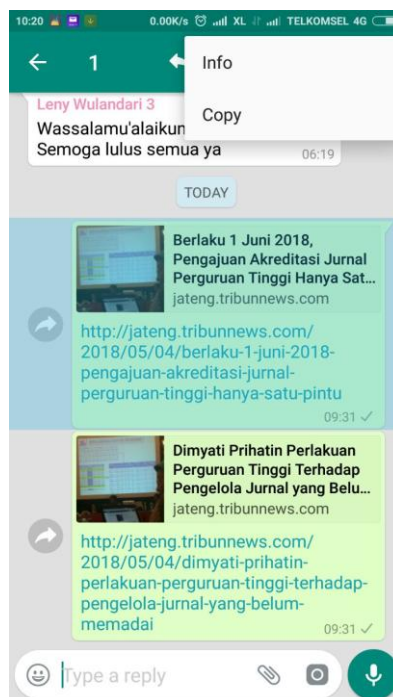 10:20 0.00K/s XL TELKOMSEL 4G
1
Info
Copy
Leny Wulandari 3
Wassalamu'alaikun
Semoga lulus semua ya
06:19
TODAY
Berlaku 1 Juni 2018,
Pengajuan Akreditasi Jurnal
Perguruan Tinggi Hanya Sat...
jateng.tribunnews.com
http://jateng.tribunnews.com/
2018/05/04/berlaku-1-juni-2018-
pengajuan-akreditasi-jurnal-
perguruan-tinggi-hanya-satu-pintu
09:31
Dimyati Prihatin Perlakuan
Perguruan Tinggi Terhadap
Pengelola Jurnal yang Belu...
jateng.tribunnews.com
http://jateng.tribunnews.com/
2018/05/04/dimyati-prihatin-
perlakuan-perguruan-tinggi-terhadap-
pengelola-jurnal-yang-belum-
memadai
09:31
Type a reply